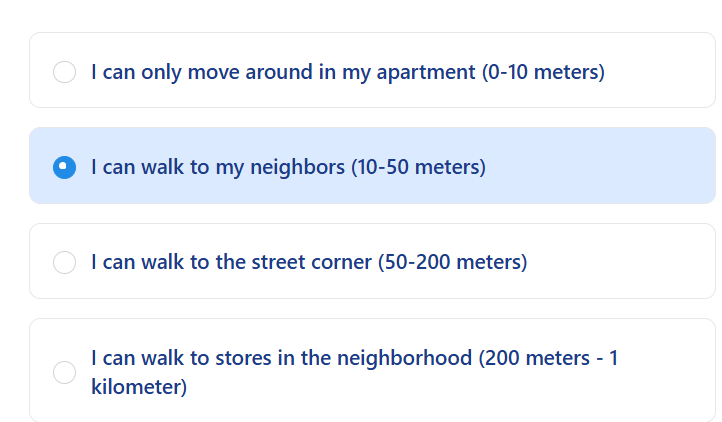 I can only move around in my apartment (0-10 meters)
I can walk to my neighbors (10-50 meters)
I can walk to the street corner (50-200 meters)
I can walk to stores in the neighborhood (200 meters - 1
kilometer)